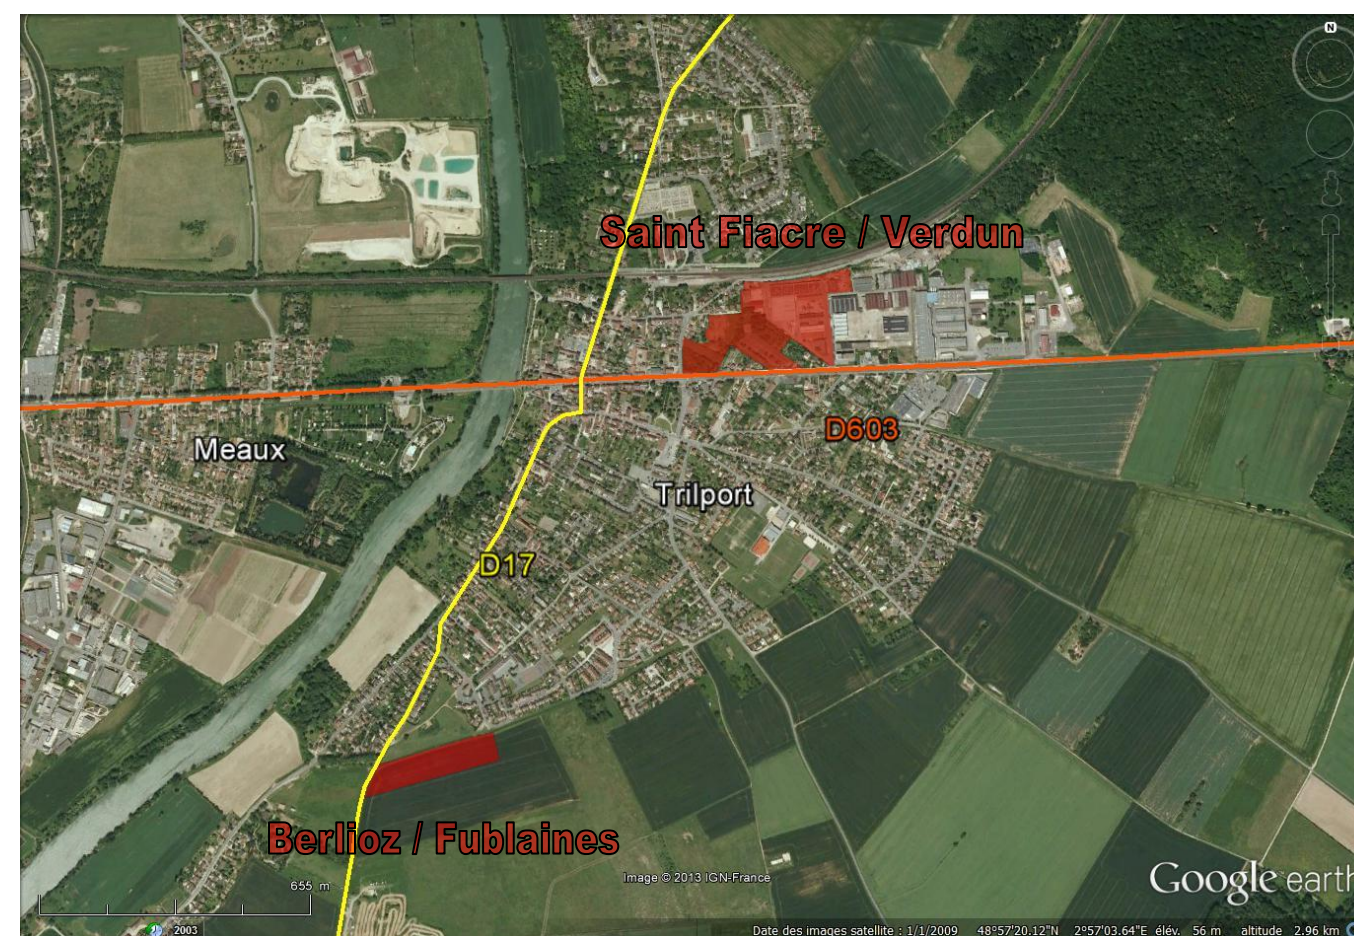 N
Saint Fiacre / Verdun
D603
Meaux
Trilport
D17
Berlioz / Fublaines
Image © 2013 IGN-France
Google earth
655 m
2003
Date des images satellite : 1/1/2009 48°57'20.12"N 2°57'03.64"E élév. 56 m altitude 2.96 km